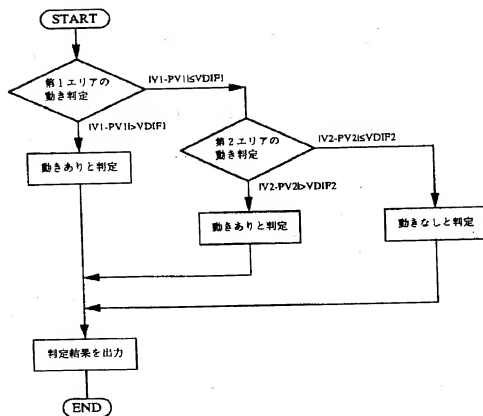 START
第1エリアの
動き判定
|V1-PV1|≤VDIF1
|V1-PV1|>VDIF1
動きありと判定
第2エリアの
動き判定
|V2-PV2|≤VDIF2
|V2-PV2|>VDIF2
動きありと判定
動きなしと判定
判定結果を出力
END